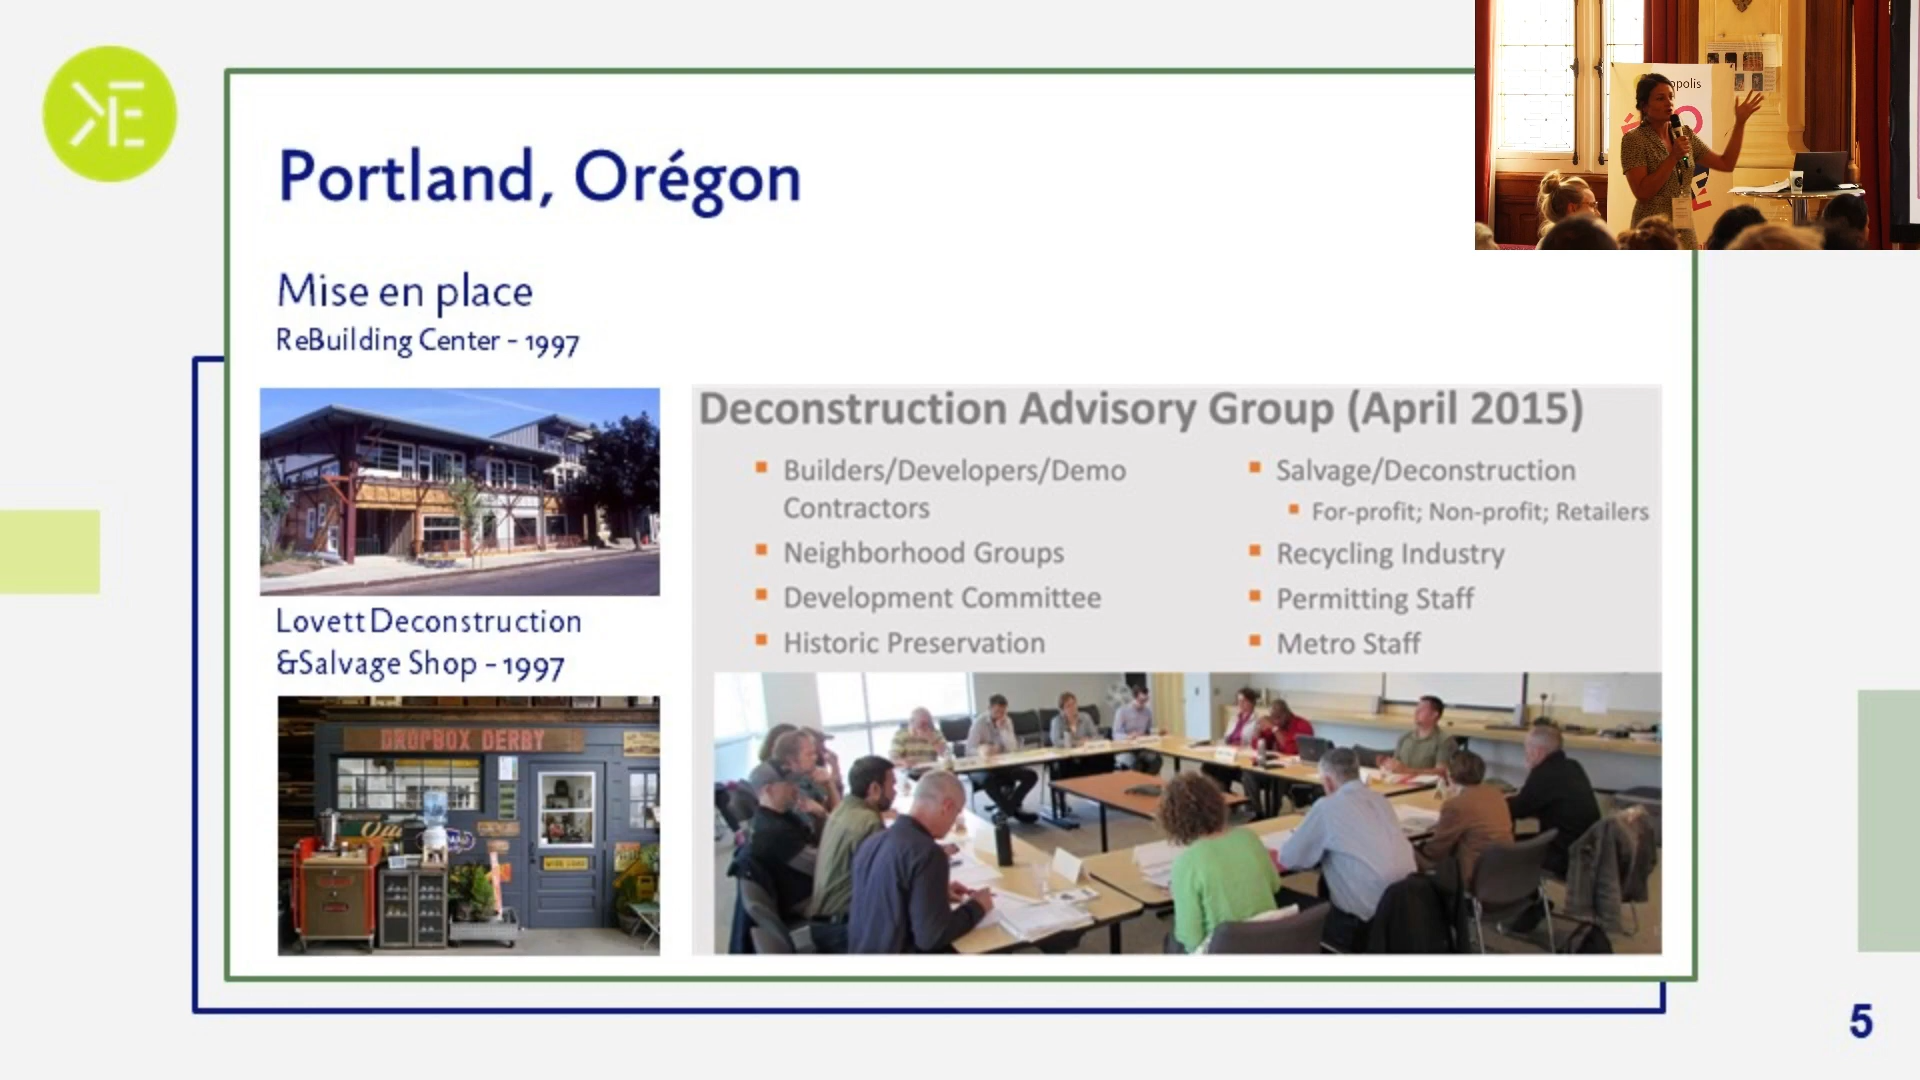 Portland, Orégon
Mise en place
ReBuilding Center - 1997
Lovett Deconstruction
&Salvage Shop - 1997
DROPBOX DERBY
Deconstruction Advisory Group (April 2015)
Builders/Developers/Demo
Contractors
Neighborhood Groups
Development Committee
Historic Preservation
Salvage/Deconstruction
For-profit; Non-profit; Retailers
Recycling Industry
Permitting Staff
Metro Staff
5